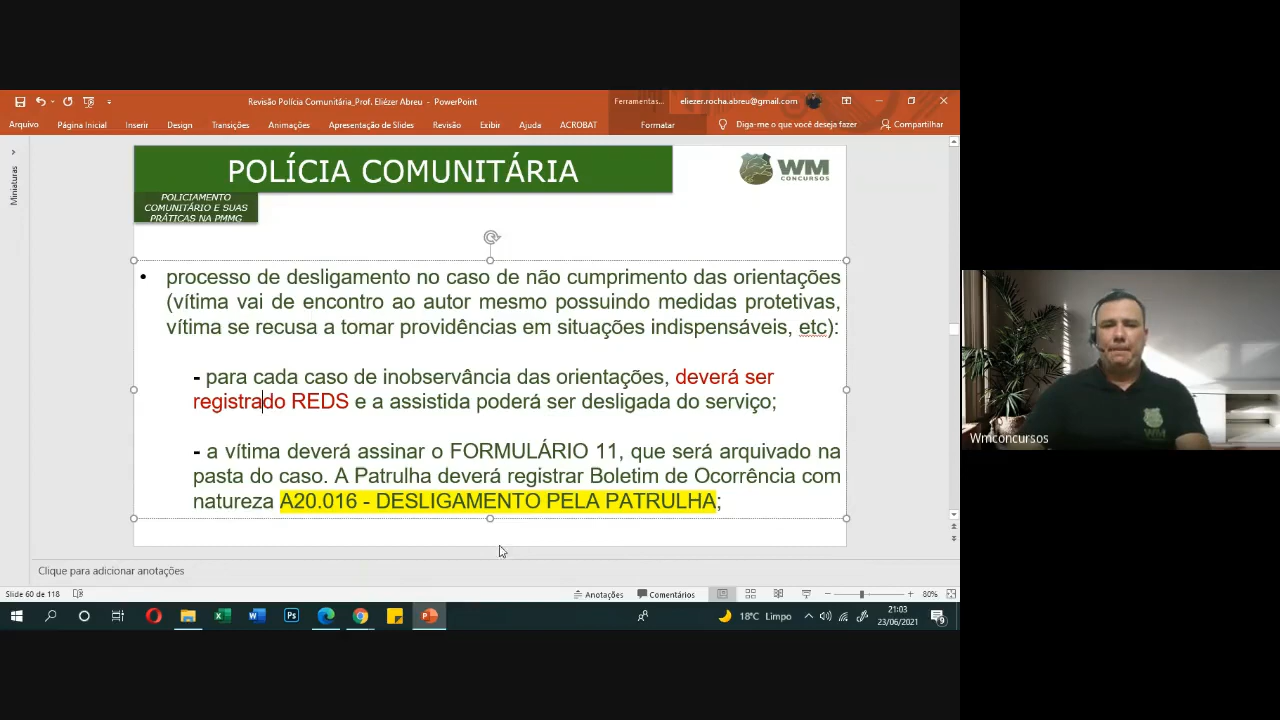 Revisão Polícia Comunitária_Prof. Eliézer Abreu - PowerPoint
Ferramentas...
eliezer.rocha.abreu@gmail.com
Arquivo
Página Inicial
Inserir
Design
Transições
Animações
Apresentação de Slides
Revisão
Exibir
Ajuda
ACROBAT
Formatar
Diga-me o que você deseja fazer
Compartilhar
Miniaturas
POLÍCIA COMUNITÁRIA
WM
CONCURSOS
POLICIAMENTO
COMUNITÁRIO E SUAS
PRÁTICAS NA PMMG
• processo de desligamento no caso de não cumprimento das orientações
(vítima vai de encontro ao autor mesmo possuindo medidas protetivas,
vítima se recusa a tomar providências em situações indispensáveis, etc):
- para cada caso de inobservância das orientações, deverá ser
registrado REDS e a assistida poderá ser desligada do serviço;
- a vítima deverá assinar o FORMULÁRIO 11, que será arquivado na
pasta do caso. A Patrulha deverá registrar Boletim de Ocorrência com
natureza A20.016 - DESLIGAMENTO PELA PATRULHA;
Clique para adicionar anotações
Slide 60 de 118
Anotações
Comentários
80%
Ps
18°C Limpo
21:03
23/06/2021
9
WM
Wmconcursos